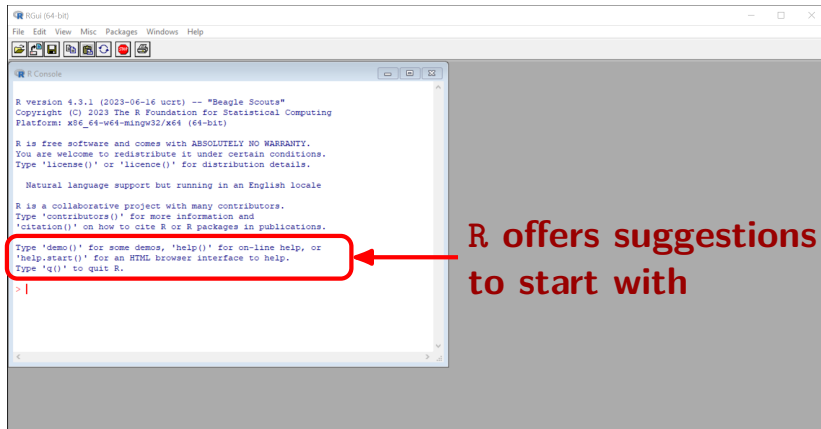 RGui (64-bit)
File Edit View Misc Packages Windows Help
STOP
R Console
R version 4.3.1 (2023-06-16 ucrt) -- "Beagle Scouts"
Copyright (C) 2023 The R Foundation for Statistical Computing
Platform: x86_64-w64-mingw32/x64 (64-bit)
R is free software and comes with ABSOLUTELY NO WARRANTY.
You are welcome to redistribute it under certain conditions.
Type 'license()' or 'licence()' for distribution details.
Natural language support but running in an English locale
R is a collaborative project with many contributors.
Type 'contributors()' for more information and
'citation()' on how to cite R or R packages in publications.
Type 'demo()' for some demos, 'help()' for on-line help, or
'help.start()' for an HTML browser interface to help.
Type 'q()' to quit R.
>
R offers suggestions
to start with